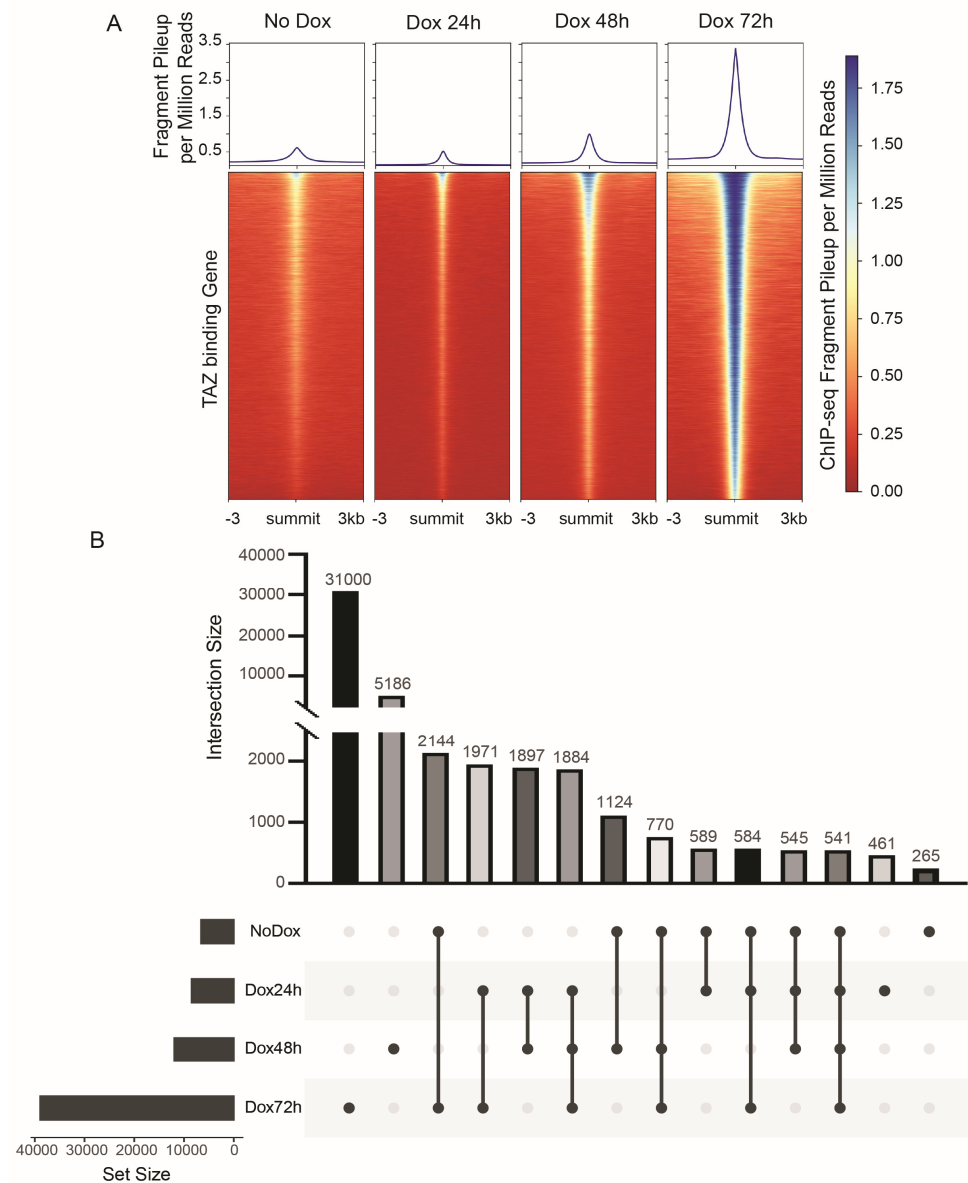 A
No Dox Dox 24h Dox 48h Dox 72h
Fragment Pileup
per Million Reads
3.5
2.5
1.5
0.5
TAZ binding Gene
-3 summit 3kb -3 summit 3kb -3 summit 3kb -3 summit 3kb
ChIP-seq Fragment Pileup per Million Reads
1.75
1.50
1.25
1.00
0.75
0.50
0.25
0.00
B
Intersection Size
40000
30000
20000
10000
2000
1000
0
31000
5186
2144
1971
1897
1884
1124
770
589
584
545
541
461
265
NoDox
Dox24h
Dox48h
Dox72h
40000 30000 20000 10000 0
Set Size